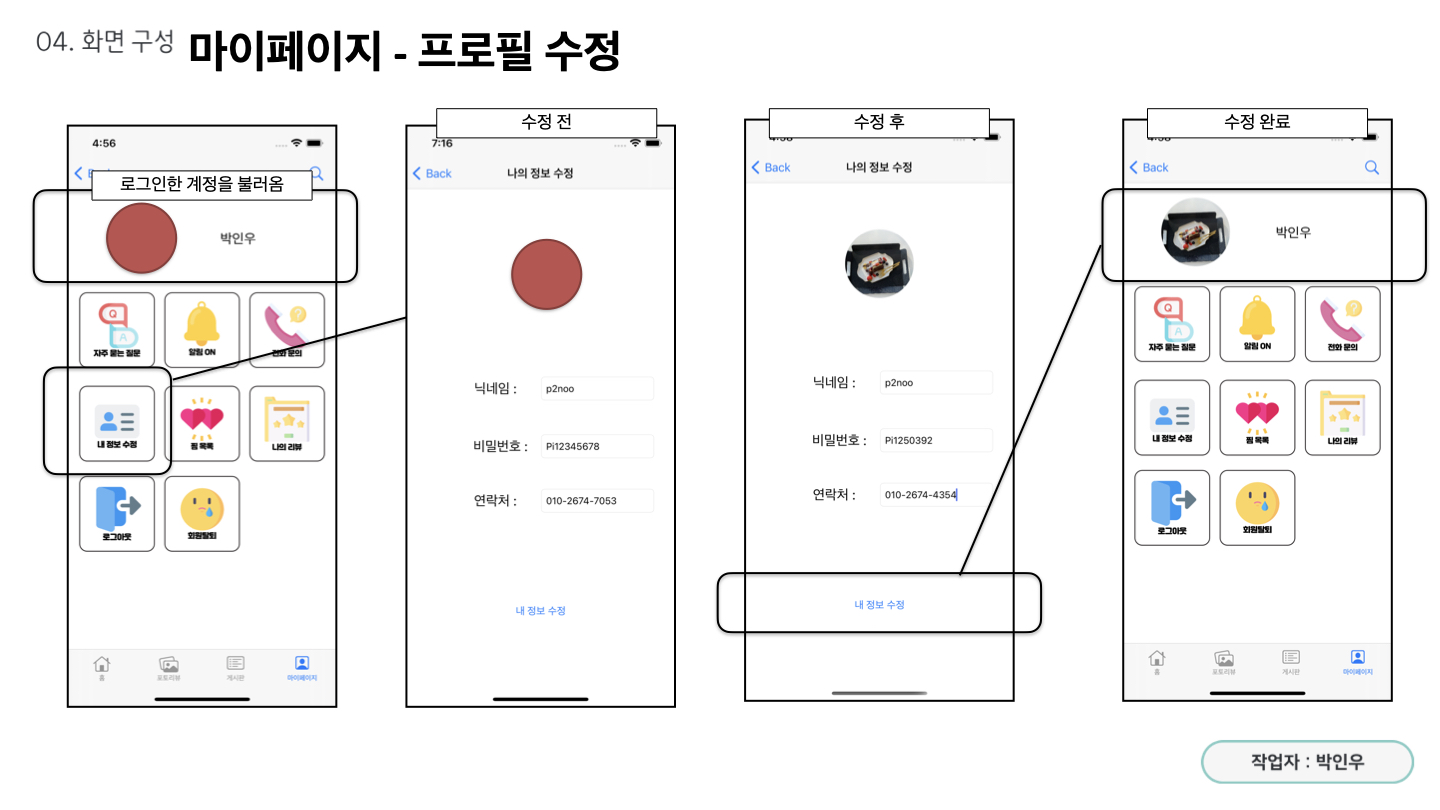 04. 화면 구성 마이페이지 - 프로필 수정
4:56
로그인한 계정을 불러옴
박인우
Q
A
?
자주 묻는 질문
알림 ON
전화 문의
내 정보 수정
찜 목록
나의 리뷰
로그아웃
회원탈퇴
홈
포토리뷰
게시판
마이페이지
수정 전
7:16
Back
나의 정보 수정
닉네임 :
p2noo
비밀번호 :
Pi12345678
연락처 :
010-2674-7053
내 정보 수정
수정 후
Back
나의 정보 수정
닉네임 :
p2noo
비밀번호 :
Pi1250392
연락처 :
010-2674-4354
내 정보 수정
수정 완료
Back
박인우
Q
A
?
자주 묻는 질문
알림 ON
전화 문의
내 정보 수정
찜 목록
나의 리뷰
로그아웃
회원탈퇴
홈
포토리뷰
게시판
마이페이지
작업자 : 박인우